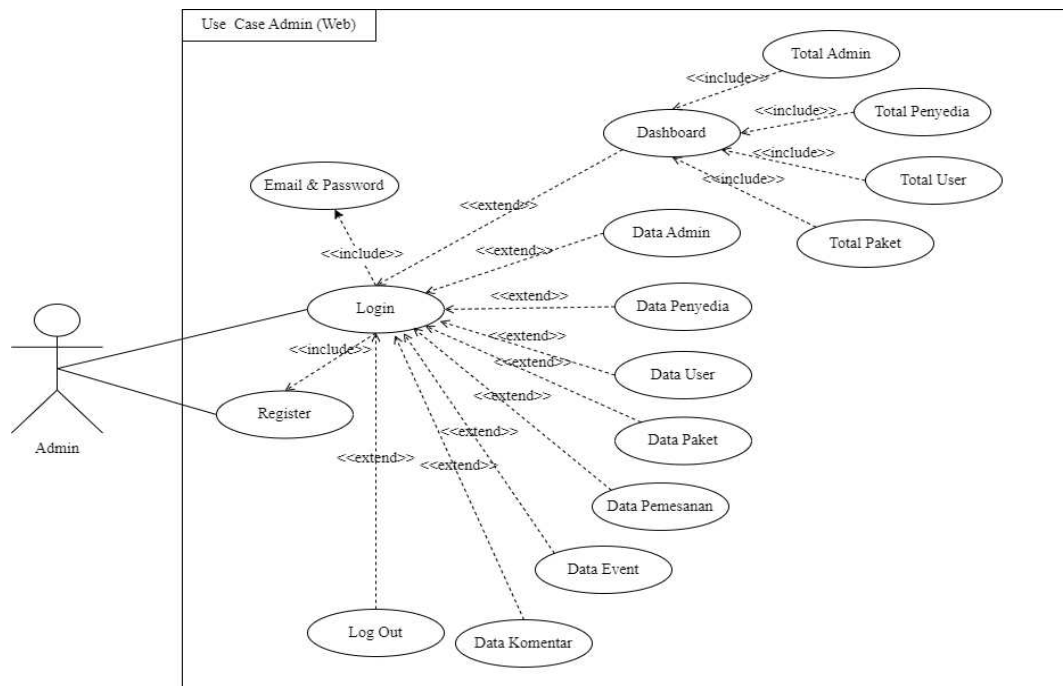 Use Case Admin (Web)
Total Admin
<<include>>
Total Penyedia
<<include>>
Dashboard
<<include>>
Total User
<<include>>
Total Paket
Email & Password
<<extend>>
Data Admin
<<extend>>
<<include>>
Login
<<extend>>
Data Penyedia
<<extend>>
<<include>>
<<extend>>
Data User
<<extend>>
Register
Data Paket
<<extend>>
Admin
<<extend>>
<<extend>>
Data Pemesanan
Data Event
Log Out
Data Komentar